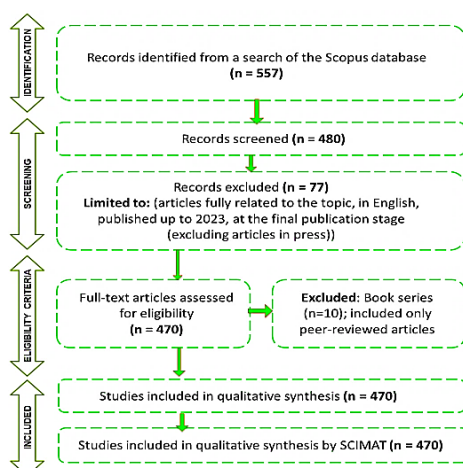 IDENTIFICATION
Records identified from a search of the Scopus database
(n = 557)
SCREENING
Records screened (n = 480)
Records excluded (n = 77)
Limited to: (articles fully related to the topic, in English,
published up to 2023, at the final publication stage
(excluding articles in press))
ELIGIBILITY CRITERIA
Full-text articles assessed
for eligibility
(n = 470)
Excluded: Book series
(n=10); included only
peer-reviewed articles
INCLUDED
Studies included in qualitative synthesis (n = 470)
Studies included in qualitative synthesis by SCIMAT (n = 470)